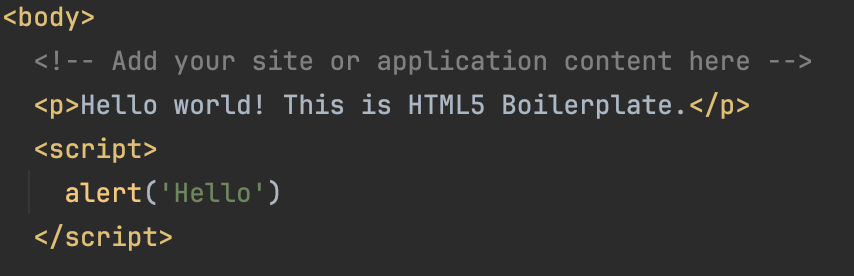 <body>
<!-- Add your site or application content here -->
<p>Hello world! This is HTML5 Boilerplate.</p>
<script>
alert('Hello')
</script>